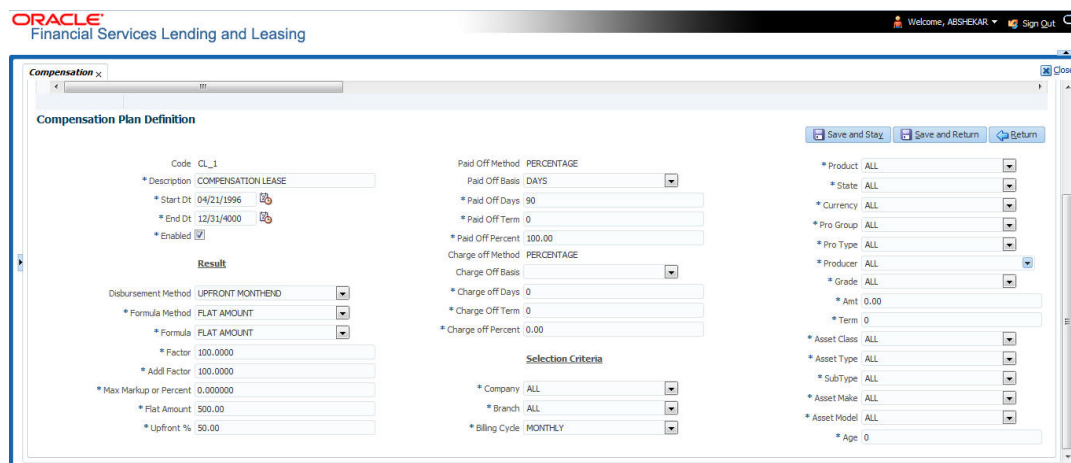 ORACLE
Financial Services Lending and Leasing
Welcome, ABSHEKAR
Sign Out
Compensation x
Close
Compensation Plan Definition
Save and Stay
Save and Return
Return
Code CL_1
* Description COMPENSATION LEASE
* Start Dt 04/21/1996
* End Dt 12/31/4000
* Enabled
Result
Disbursement Method UPFRONT MONTHEND
* Formula Method FLAT AMOUNT
* Formula FLAT AMOUNT
* Factor 100.0000
* Addl Factor 100.0000
* Max Markup or Percent 0.000000
* Flat Amount 500.00
* Upfront % 50.00
Paid Off Method PERCENTAGE
Paid Off Basis DAYS
* Paid Off Days 90
* Paid Off Term 0
* Paid Off Percent 100.00
Charge off Method PERCENTAGE
Charge Off Basis
* Charge off Days 0
* Charge Off Term 0
* Charge off Percent 0.00
Selection Criteria
* Company ALL
* Branch ALL
* Billing Cycle MONTHLY
* Product ALL
* State ALL
* Currency ALL
* Pro Group ALL
* Pro Type ALL
* Producer ALL
* Grade ALL
* Amt 0.00
* Term 0
* Asset Class ALL
* Asset Type ALL
* SubType ALL
* Asset Make ALL
* Asset Model ALL
* Age 0